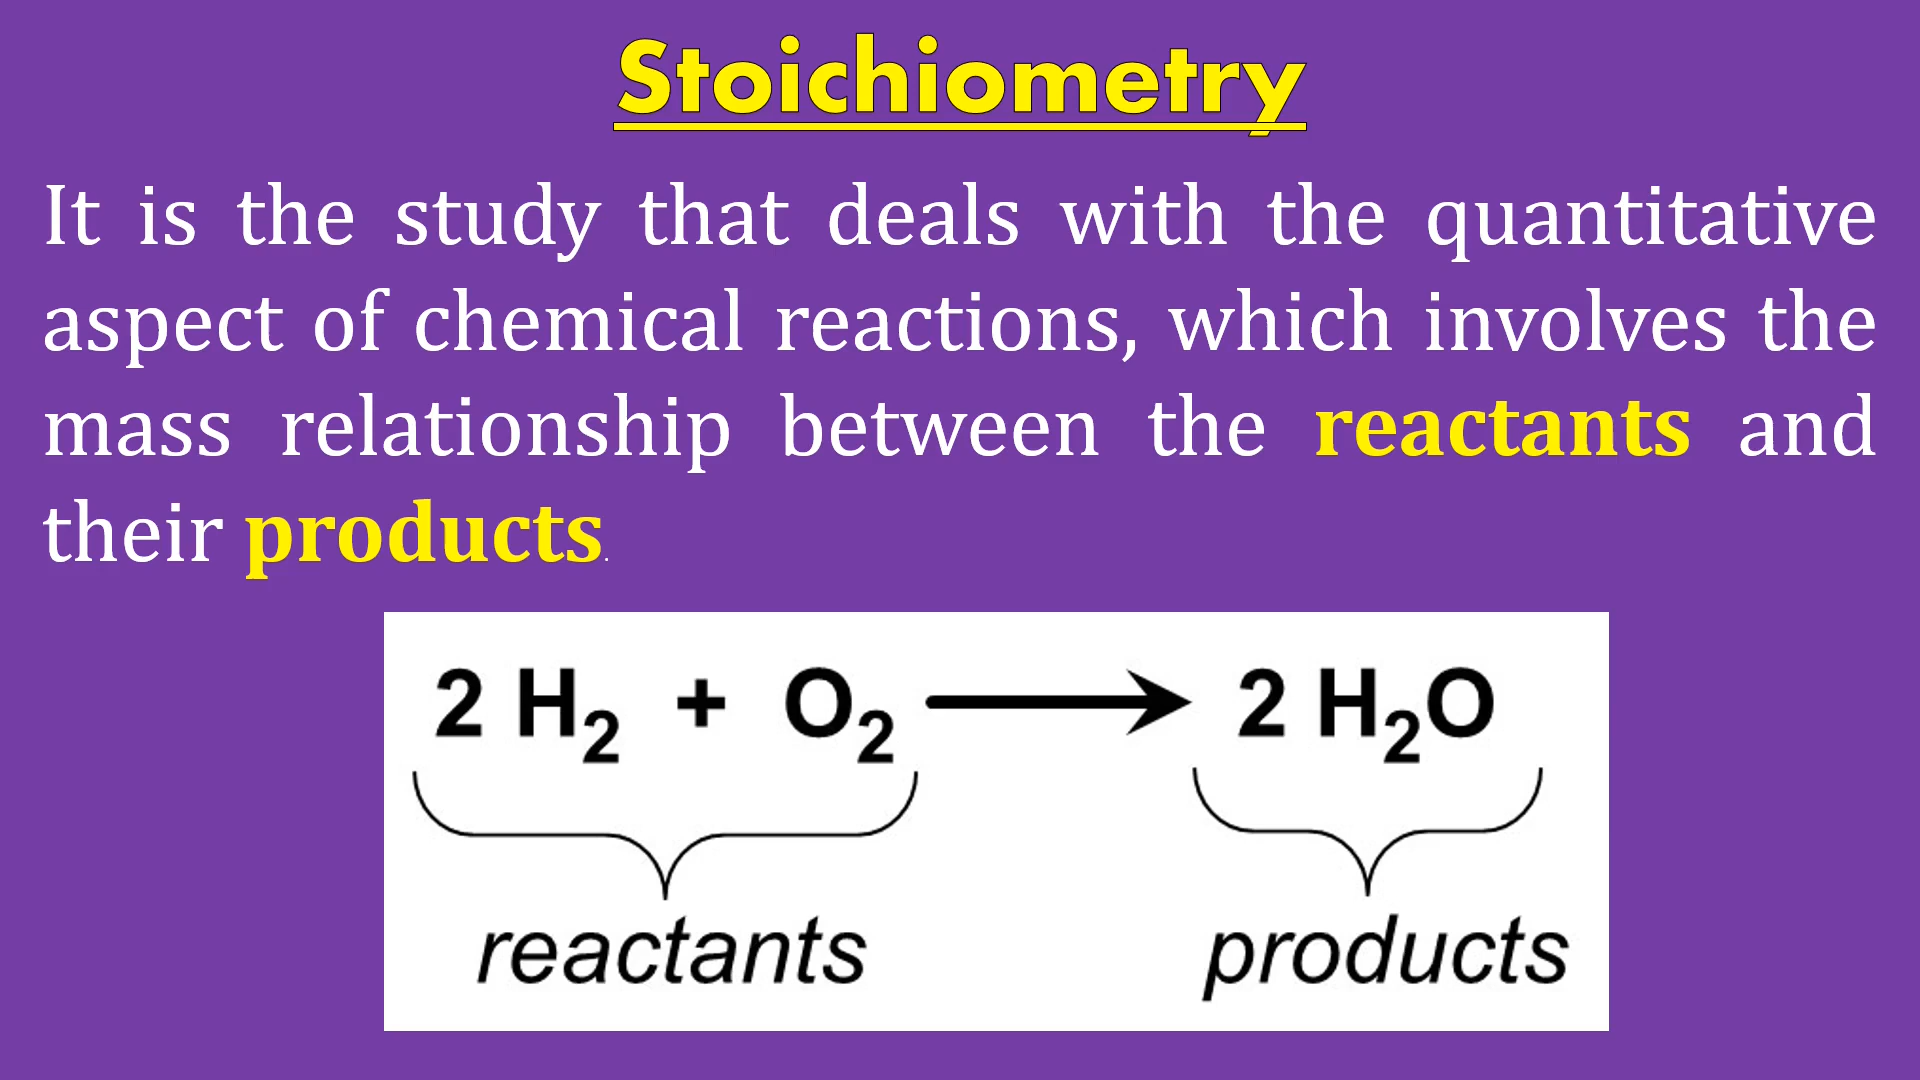 Stoichiometry
It is the study that deals with the quantitative
aspect of chemical reactions, which involves the
mass relationship between the reactants and
their products.
2 H₂ + O₂ ⟶ 2 H₂O
reactants products